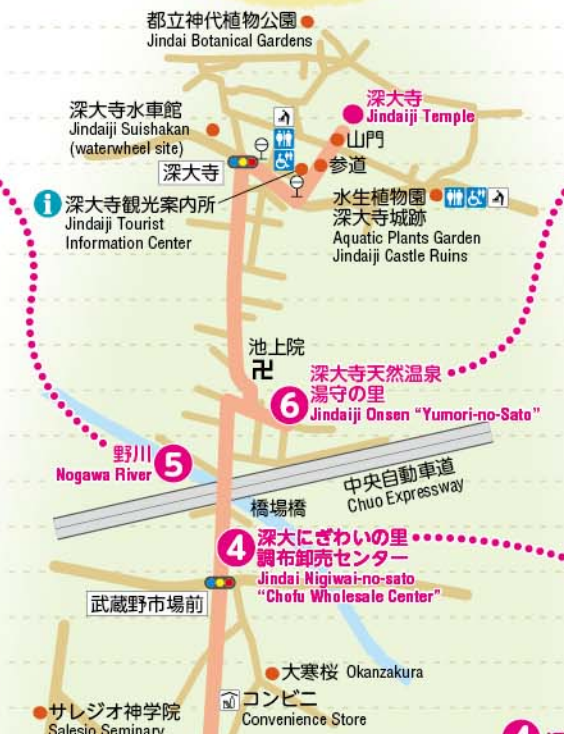 都立神代植物公園
Jindai Botanical Gardens
深大寺
Jindaiji Temple
深大寺水車館
Jindaiji Suishakan
(waterwheel site)
山門
参道
深大寺
水生植物園
深大寺城跡
Aquatic Plants Garden
Jindaiji Castle Ruins
i 深大寺観光案内所
Jindaiji Tourist
Information Center
池上院
卍
6 深大寺天然温泉
湯守の里
Jindaiji Onsen “Yumori-no-Sato”
野川 5
Nogawa River
中央自動車道
Chuo Expressway
橋場橋
4 深大にぎわいの里
調布卸売センター
Jindai Nigiwai-no-sato
“Chofu Wholesale Center”
武蔵野市場前
大寒桜 Okanzakura
コンビニ
Convenience Store
サレジオ神学院
Salesio Seminary